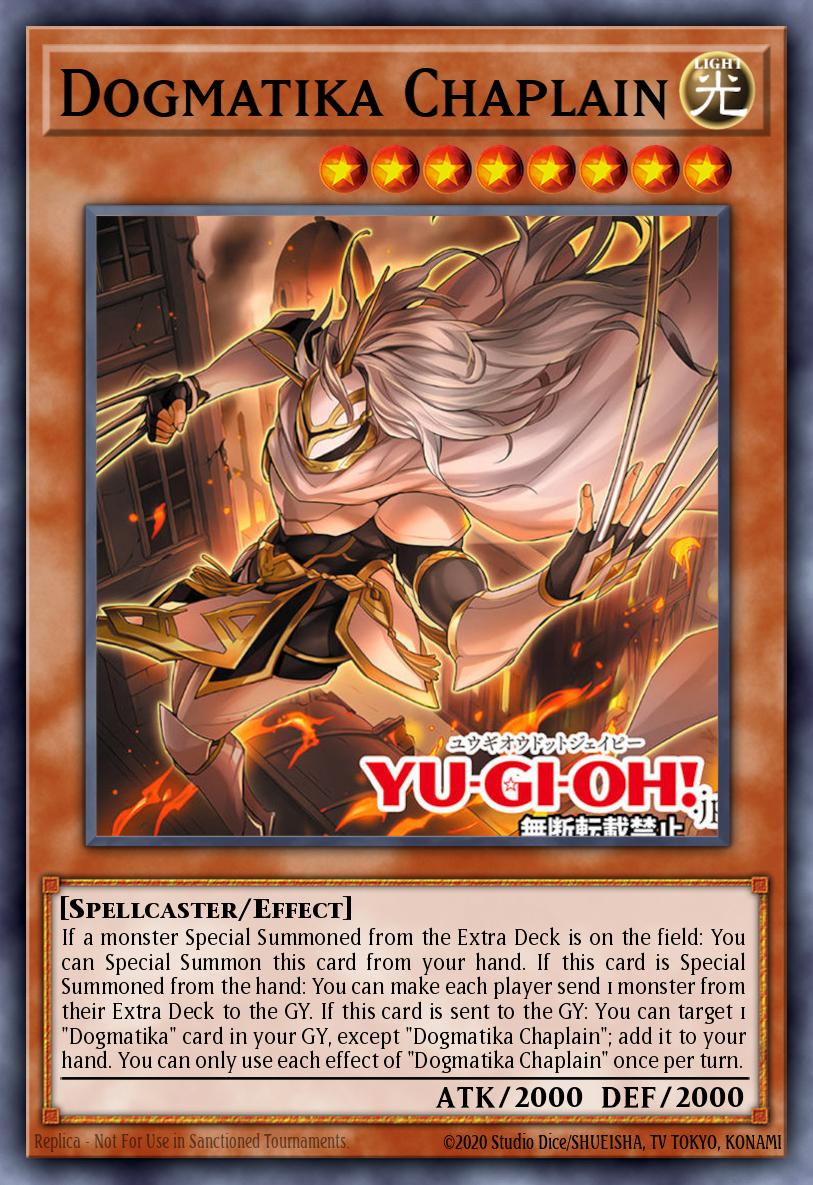 Dogmatika Chaplain
LIGHT
光
ユウギオウドットジェイピー
YU-GI-OH!.jp
無断転載禁止
[Spellcaster/Effect]
If a monster Special Summoned from the Extra Deck is on the field: You
can Special Summon this card from your hand. If this card is Special
Summoned from the hand: You can make each player send 1 monster from
their Extra Deck to the GY. If this card is sent to the GY: You can target 1
"Dogmatika" card in your GY, except "Dogmatika Chaplain"; add it to your
hand. You can only use each effect of "Dogmatika Chaplain" once per turn.
ATK/2000 DEF/2000
Replica - Not For Use in Sanctioned Tournaments.
©2020 Studio Dice/SHUEISHA, TV TOKYO, KONAMI